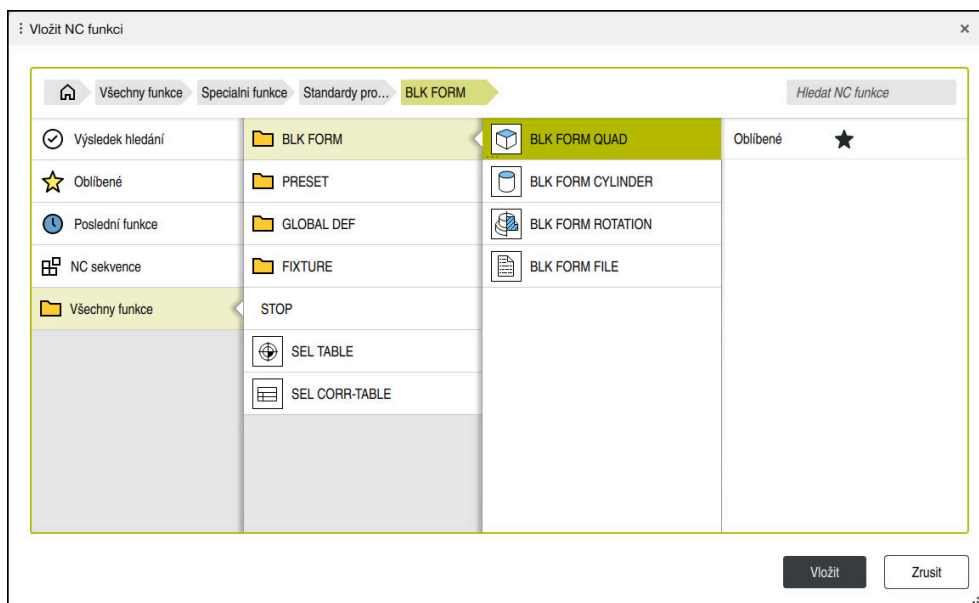 Vložit NC funkci
Všechny funkce Specialni funkce Standardy pro... BLK FORM Hledat NC funkce
Výsledek hledání
Oblíbené
Poslední funkce
NC sekvence
Všechny funkce
BLK FORM
PRESET
GLOBAL DEF
FIXTURE
STOP
SEL TABLE
SEL CORR-TABLE
BLK FORM QUAD
BLK FORM CYLINDER
BLK FORM ROTATION
BLK FORM FILE
Oblíbené
Vložit Zrusit